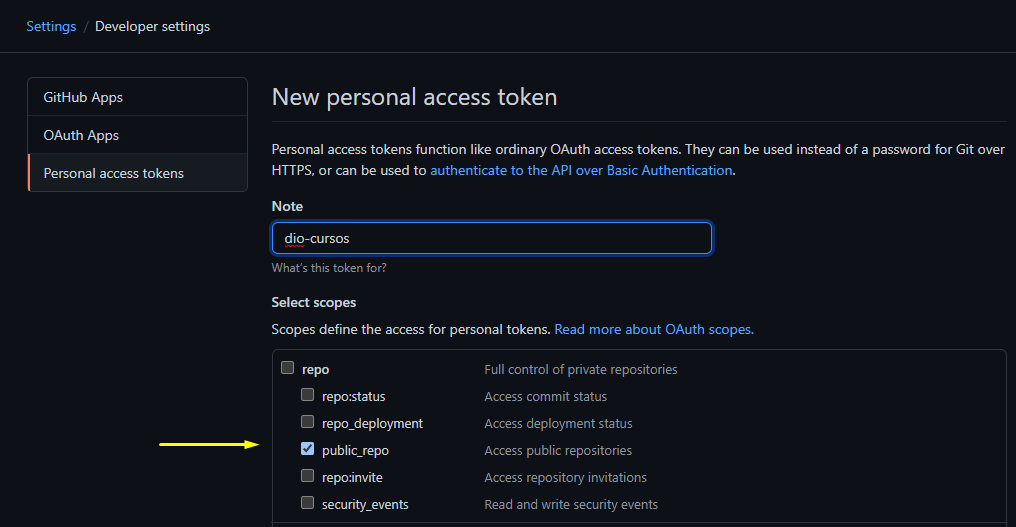 Settings / Developer settings
GitHub Apps
OAuth Apps
Personal access tokens
New personal access token
Personal access tokens function like ordinary OAuth access tokens. They can be used instead of a password for Git over
HTTPS, or can be used to authenticate to the API over Basic Authentication.
Note
dio-cursos
What's this token for?
Select scopes
Scopes define the access for personal tokens. Read more about OAuth scopes.
repo Full control of private repositories
repo:status Access commit status
repo_deployment Access deployment status
public_repo Access public repositories
repo:invite Access repository invitations
security_events Read and write security events